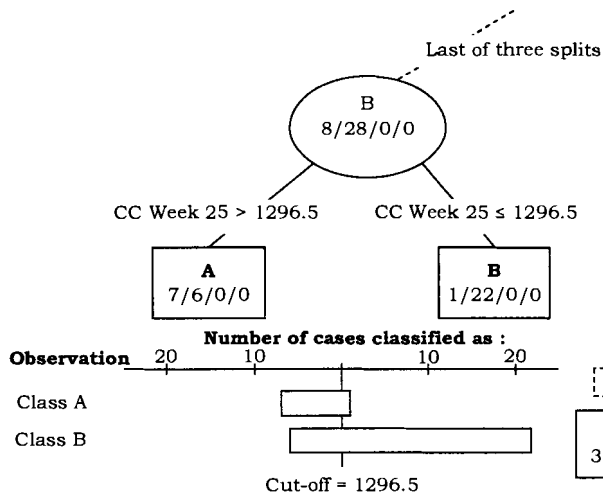 Last of three splits
B
8/28/0/0
CC Week 25 > 1296.5
CC Week 25 ≤ 1296.5
A
7/6/0/0
B
1/22/0/0
Number of cases classified as :
Observation
20 10 10 20
Class A
Class B
3
Cut-off = 1296.5